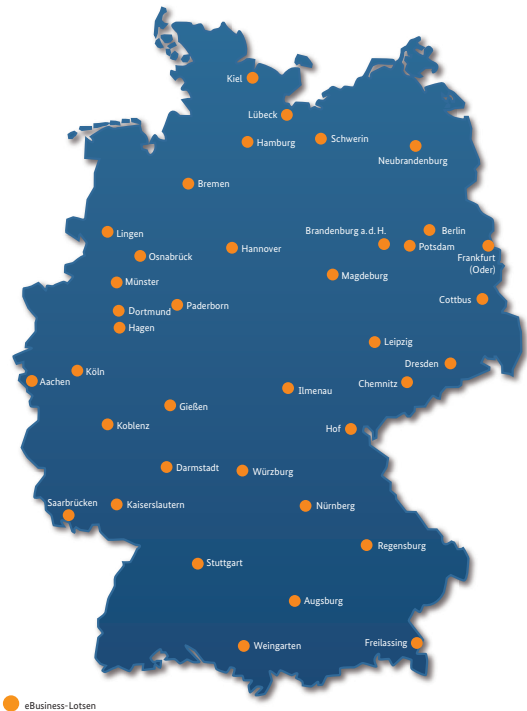 Kiel
Lübeck
Hamburg
Schwerin
Neubrandenburg
Bremen
Lingen
Osnabrück
Hannover
Brandenburg a. d. H.
Berlin
Potsdam
Frankfurt
(Oder)
Magdeburg
Münster
Cottbus
Paderborn
Dortmund
Hagen
Leipzig
Dresden
Köln
Aachen
Chemnitz
Ilmenau
Gießen
Koblenz
Hof
Darmstadt
Würzburg
Saarbrücken
Kaiserslautern
Nürnberg
Regensburg
Stuttgart
Augsburg
Weingarten
Freilassing
eBusiness-Lotsen